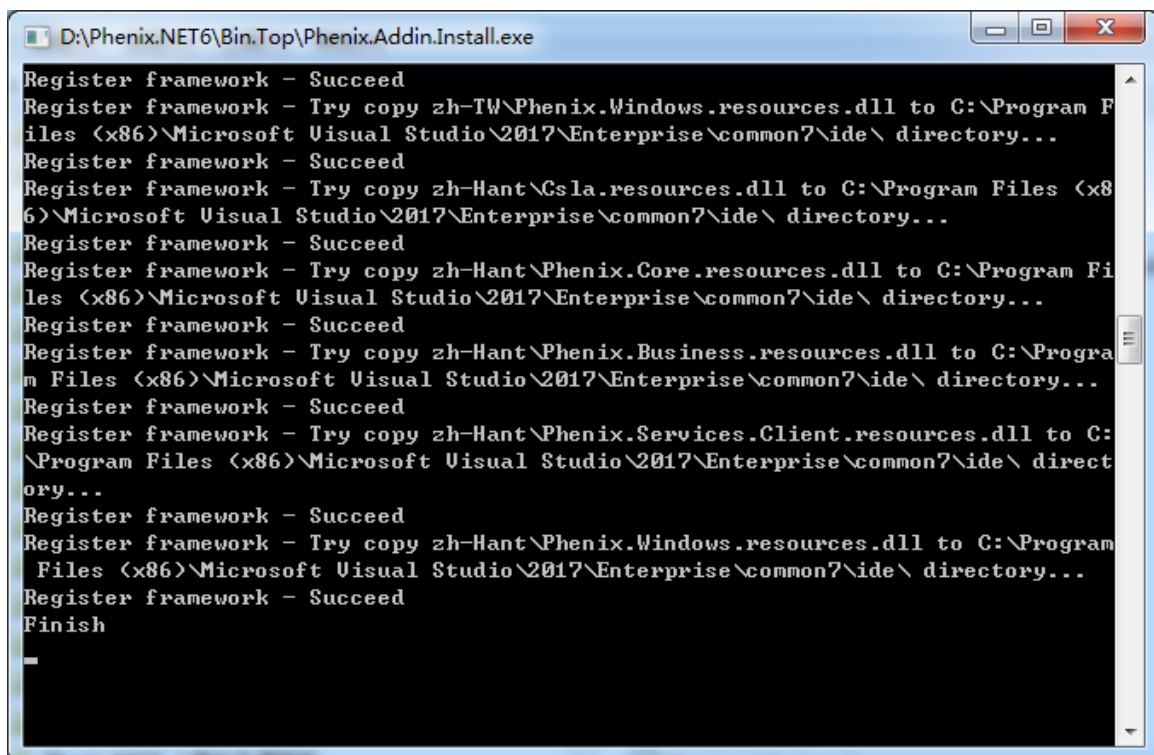 D:\Phenix.NET6\Bin.Top\Phenix.Addin.Install.exe
Register framework - Succeed
Register framework - Try copy zh-TW\Phenix.Windows.resources.dll to C:\Program F
iles (x86)\Microsoft Visual Studio\2017\Enterprise\common7\ide\ directory...
Register framework - Succeed
Register framework - Try copy zh-Hant\Csla.resources.dll to C:\Program Files (x8
6)\Microsoft Visual Studio\2017\Enterprise\common7\ide\ directory...
Register framework - Succeed
Register framework - Try copy zh-Hant\Phenix.Core.resources.dll to C:\Program Fi
les (x86)\Microsoft Visual Studio\2017\Enterprise\common7\ide\ directory...
Register framework - Succeed
Register framework - Try copy zh-Hant\Phenix.Business.resources.dll to C:\Progra
m Files (x86)\Microsoft Visual Studio\2017\Enterprise\common7\ide\ directory...
Register framework - Succeed
Register framework - Try copy zh-Hant\Phenix.Services.Client.resources.dll to C:
\Program Files (x86)\Microsoft Visual Studio\2017\Enterprise\common7\ide\ direct
ory...
Register framework - Succeed
Register framework - Try copy zh-Hant\Phenix.Windows.resources.dll to C:\Program
 Files (x86)\Microsoft Visual Studio\2017\Enterprise\common7\ide\ directory...
Register framework - Succeed
Finish